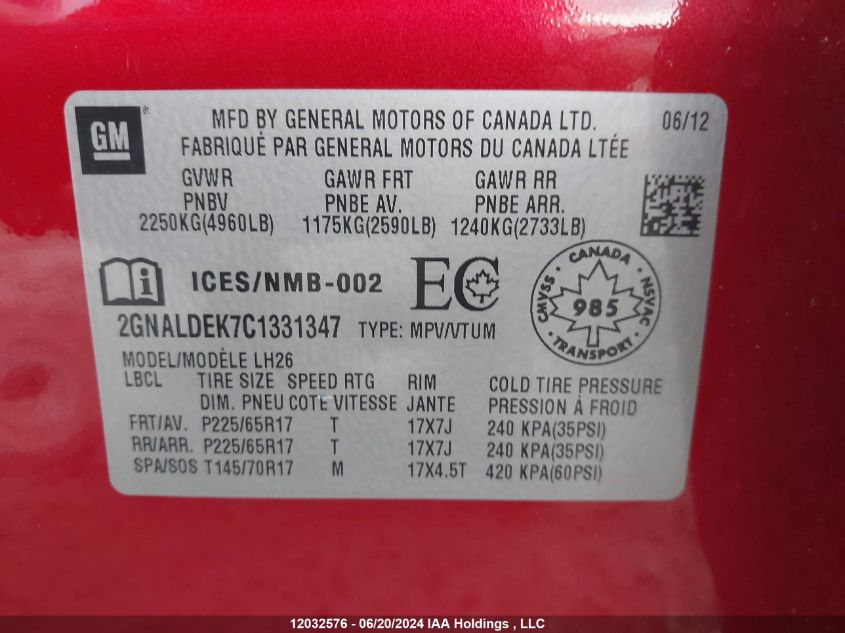 GM
MFD BY GENERAL MOTORS OF CANADA LTD. 06/12
FABRIQUÉ PAR GENERAL MOTORS DU CANADA LTÉE
GVWR GAWR FRT GAWR RR
PNBV PNBE AV. PNBE ARR.
2250KG(4960LB) 1175KG(2590LB) 1240KG(2733LB)
ICES/NMB-002 EC
CANADA
CMVSS 985 NSVAC
TRANSPORT
2GNALDEK7C1331347 TYPE: MPV/VTUM
MODEL/MODÈLE LH26
LBCL TIRE SIZE SPEED RTG RIM COLD TIRE PRESSURE
DIM. PNEU COTE VITESSE JANTE PRESSION À FROID
FRT/AV. P225/65R17 T 17X7J 240 KPA(35PSI)
RR/ARR. P225/65R17 T 17X7J 240 KPA(35PSI)
SPA/SOS T145/70R17 M 17X4.5T 420 KPA(60PSI)
12032576 - 06/20/2024 IAA Holdings , LLC